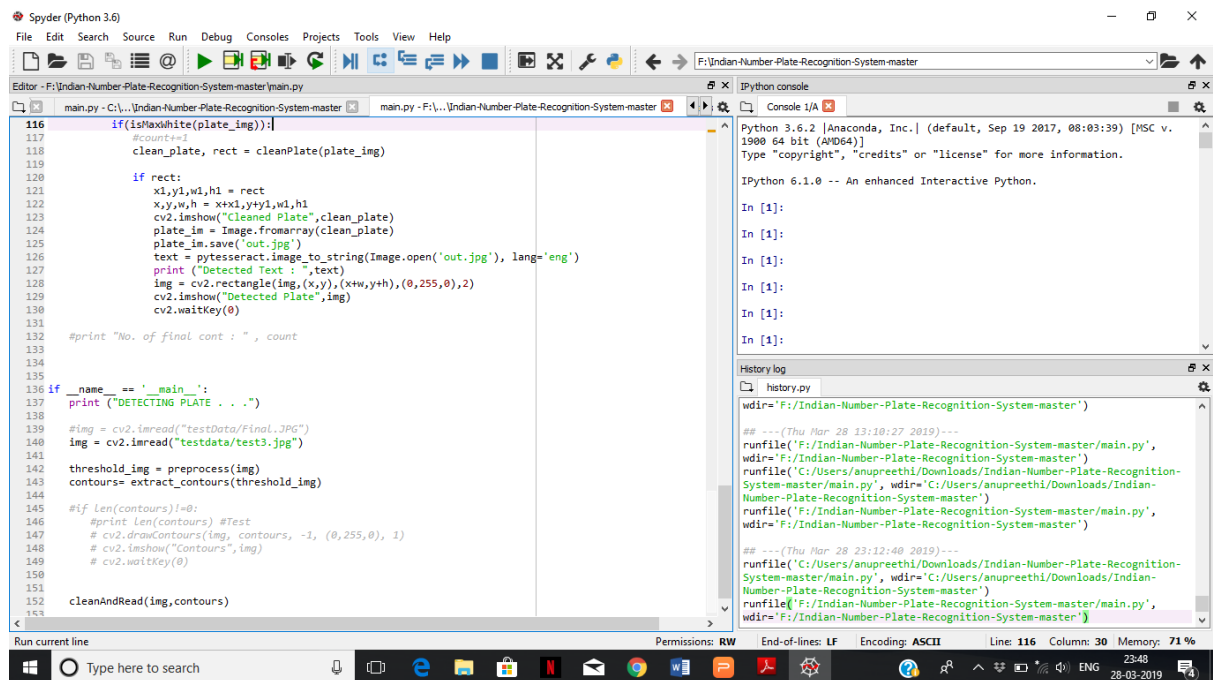 Spyder (Python 3.6)
File Edit Search Source Run Debug Consoles Projects Tools View Help
F:\Indian-Number-Plate-Recognition-System-master
Editor - F:\Indian-Number-Plate-Recognition-System-master\main.py
main.py - C:\...\Indian-Number-Plate-Recognition-System-master
main.py - F:\...\Indian-Number-Plate-Recognition-System-master
116 if(isMaxWhite(plate_img)):
117 #count+=1
118 clean_plate, rect = cleanPlate(plate_img)
119
120 if rect:
121 x1,y1,w1,h1 = rect
122 x,y,w,h = x+x1,y+y1,w1,h1
123 cv2.imshow("Cleaned Plate",clean_plate)
124 plate_im = Image.fromarray(clean_plate)
125 plate_im.save('out.jpg')
126 text = pytesseract.image_to_string(Image.open('out.jpg'), lang='eng')
127 print ("Detected Text : ",text)
128 img = cv2.rectangle(img,(x,y),(x+w,y+h),(0,255,0),2)
129 cv2.imshow("Detected Plate",img)
130 cv2.waitKey(0)
131
132 #print "No. of final cont : " , count
133
134
135
136 if __name__ == '__main__':
137 print ("DETECTING PLATE . . .")
138
139 #img = cv2.imread("testData/Final.JPG")
140 img = cv2.imread("testdata/test3.jpg")
141
142 threshold_img = preprocess(img)
143 contours= extract_contours(threshold_img)
144
145 #if len(contours)!=0:
146 #print len(contours) #Test
147 # cv2.drawContours(img, contours, -1, (0,255,0), 1)
148 # cv2.imshow("Contours",img)
149 # cv2.waitKey(0)
150
151
152 cleanAndRead(img,contours)
153
IPython console
Console 1/A
Python 3.6.2 |Anaconda, Inc.| (default, Sep 19 2017, 08:03:39) [MSC v.
1900 64 bit (AMD64)]
Type "copyright", "credits" or "license" for more information.
IPython 6.1.0 -- An enhanced Interactive Python.
In [1]:
In [1]:
In [1]:
In [1]:
In [1]:
In [1]:
History log
history.py
wdir='F:/Indian-Number-Plate-Recognition-System-master')
## ---(Thu Mar 28 13:10:27 2019)---
runfile('F:/Indian-Number-Plate-Recognition-System-master/main.py',
wdir='F:/Indian-Number-Plate-Recognition-System-master')
runfile('C:/Users/anupreethi/Downloads/Indian-Number-Plate-Recognition-
System-master/main.py', wdir='C:/Users/anupreethi/Downloads/Indian-
Number-Plate-Recognition-System-master')
runfile('F:/Indian-Number-Plate-Recognition-System-master/main.py',
wdir='F:/Indian-Number-Plate-Recognition-System-master')
## ---(Thu Mar 28 23:12:40 2019)---
runfile('C:/Users/anupreethi/Downloads/Indian-Number-Plate-Recognition-
System-master/main.py', wdir='C:/Users/anupreethi/Downloads/Indian-
Number-Plate-Recognition-System-master')
runfile('F:/Indian-Number-Plate-Recognition-System-master/main.py',
wdir='F:/Indian-Number-Plate-Recognition-System-master')
Run current line
Permissions: RW End-of-lines: LF Encoding: ASCII Line: 116 Column: 30 Memory: 71 %
Type here to search
ENG
23:48
28-03-2019